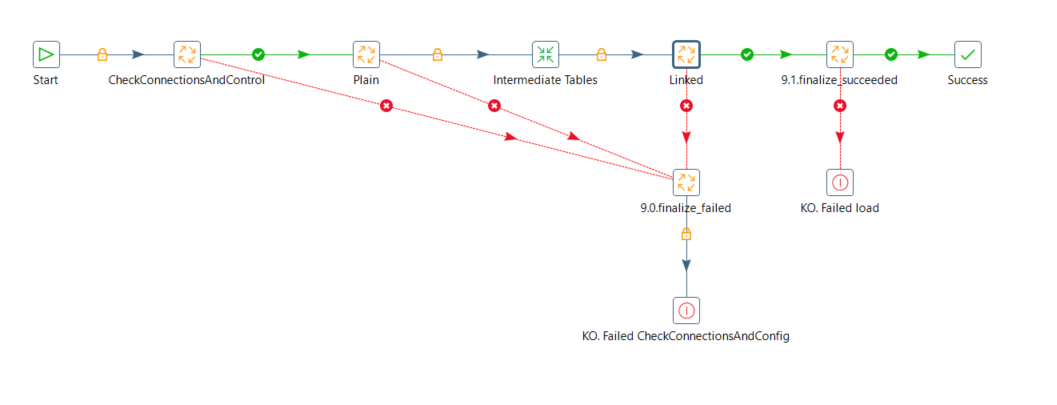 Start
CheckConnectionsAndControl
Plain
Intermediate Tables
Linked
9.1.finalize_succeeded
Success
9.0.finalize_failed
KO. Failed load
KO. Failed CheckConnectionsAndConfig